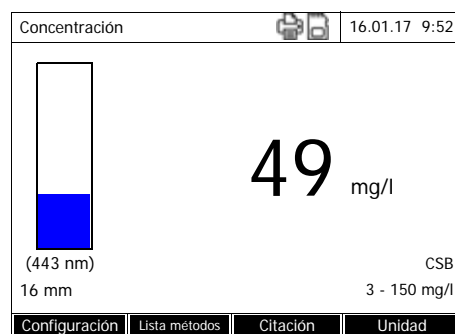 Concentración 16.01.17 9:52
49 mg/l
(443 nm) CSB
16 mm 3 - 150 mg/l
Configuración Lista métodos Citación Unidad